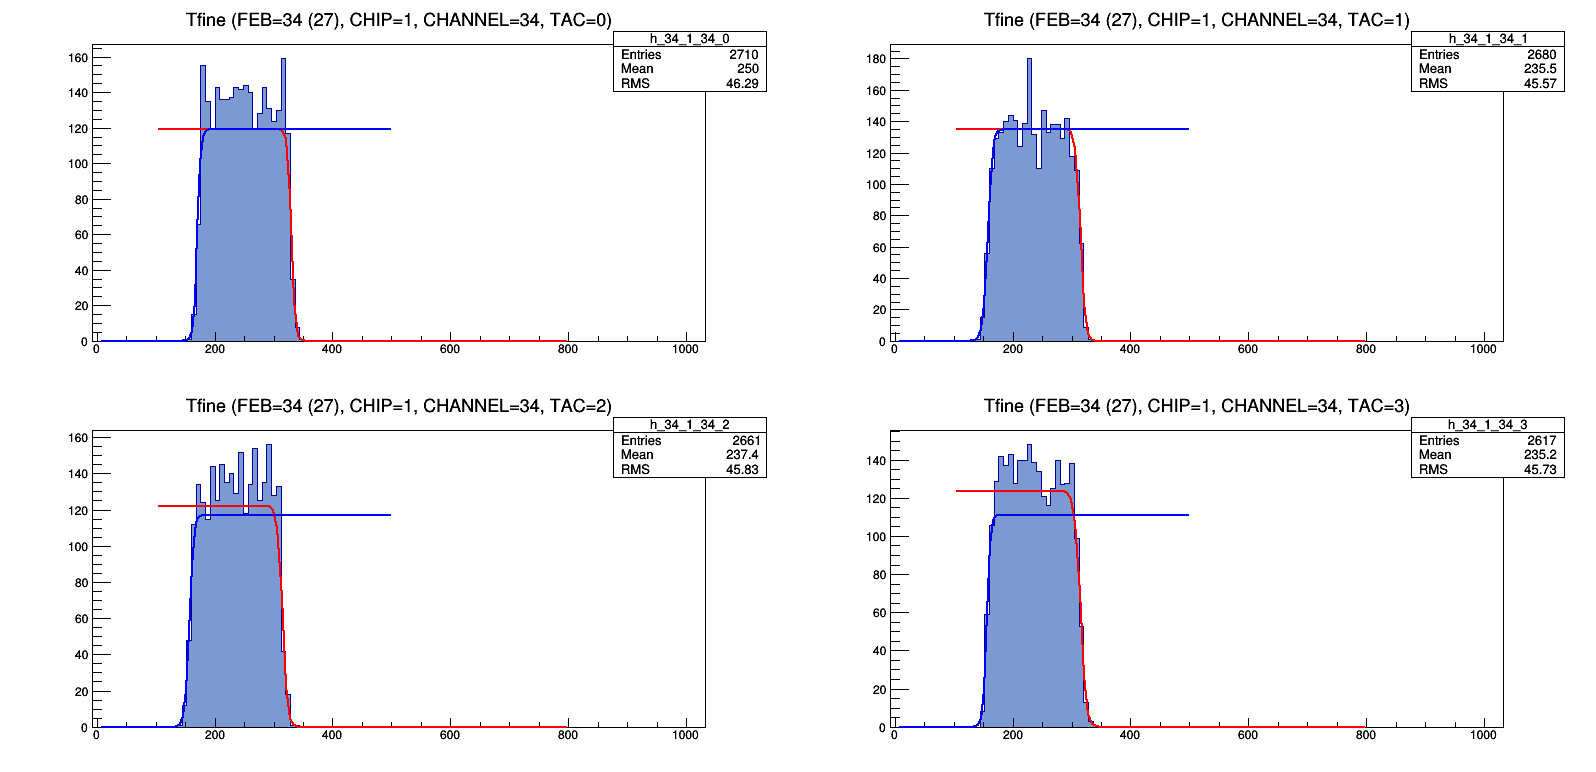 Tfine (FEB=34 (27), CHIP=1, CHANNEL=34, TAC=0)
h_34_1_34_0
Entries 2710
Mean 250
RMS 46.29
160
140
120
100
80
60
40
20
0
0 200 400 600 800 1000
Tfine (FEB=34 (27), CHIP=1, CHANNEL=34, TAC=1)
h_34_1_34_1
Entries 2680
Mean 235.5
RMS 45.57
180
160
140
120
100
80
60
40
20
0
0 200 400 600 800 1000
Tfine (FEB=34 (27), CHIP=1, CHANNEL=34, TAC=2)
h_34_1_34_2
Entries 2661
Mean 237.4
RMS 45.83
160
140
120
100
80
60
40
20
0
0 200 400 600 800 1000
Tfine (FEB=34 (27), CHIP=1, CHANNEL=34, TAC=3)
h_34_1_34_3
Entries 2617
Mean 235.2
RMS 45.73
140
120
100
80
60
40
20
0
0 200 400 600 800 1000